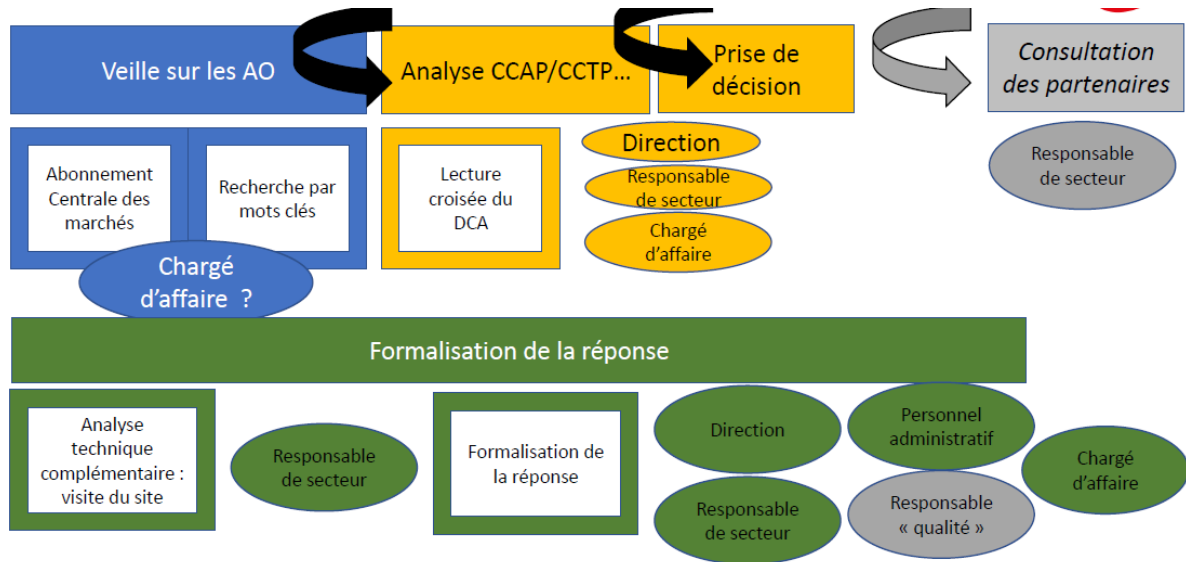 Veille sur les AO
Analyse CCAP/CCTP...
Prise de
décision
Consultation
des partenaires
Abonnement
Centrale des
marchés
Recherche par
mots clés
Chargé
d'affaire ?
Lecture
croisée du
DCA
Direction
Responsable
de secteur
Chargé
d'affaire
Responsable
de secteur
Formalisation de la réponse
Analyse
technique
complémentaire :
visite du site
Responsable
de secteur
Formalisation de
la réponse
Direction
Responsable
de secteur
Personnel
administratif
Responsable
« qualité »
Chargé
d'affaire